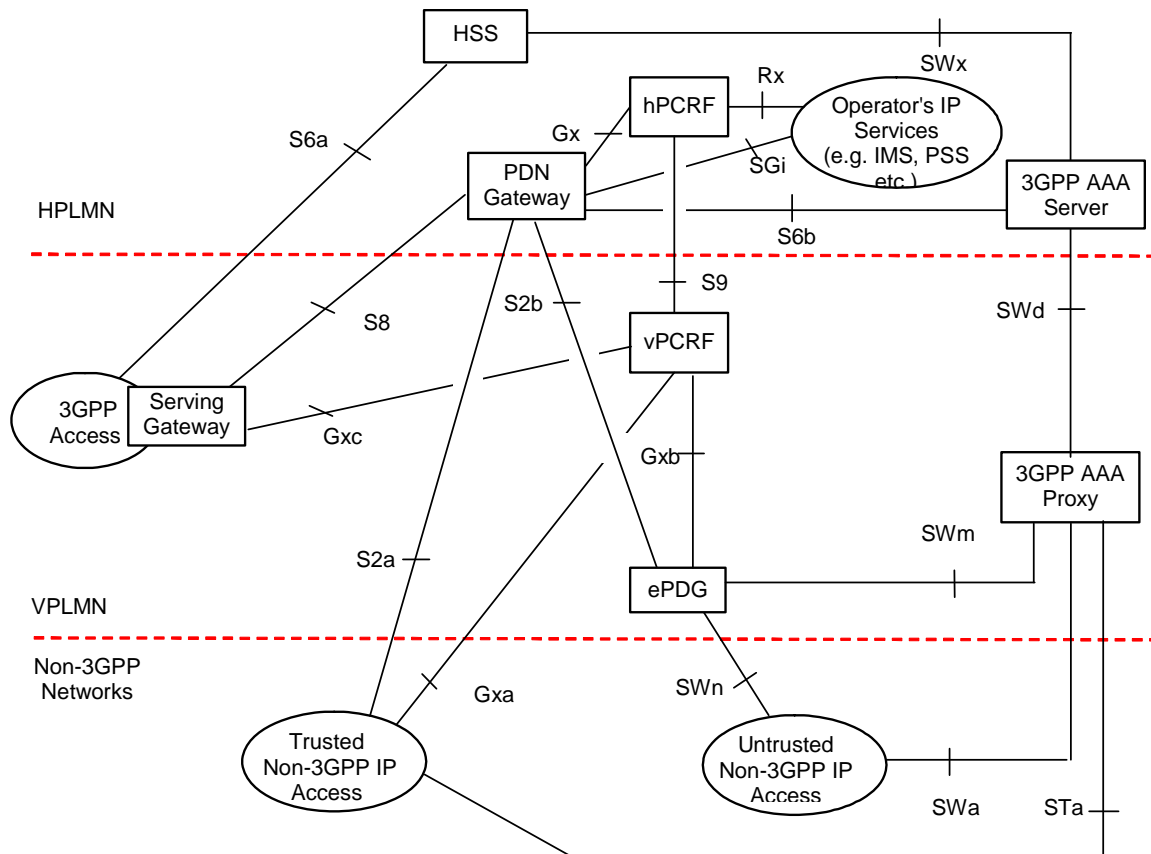 HSS
SWx
Rx
hPCRF
Operator's IP
Services
(e.g. IMS, PSS
etc.)
Gx
S6a
SGi
PDN
Gateway
3GPP AAA
Server
HPLMN
S6b
S9
S2b
SWd
S8
vPCRF
3GPP
Access
Serving
Gateway
Gxc
Gxb
3GPP AAA
Proxy
SWm
S2a
ePDG
VPLMN
Non-3GPP
Networks
SWn
Gxa
Trusted
Non-3GPP IP
Access
Untrusted
Non-3GPP IP
Access
SWa
STa